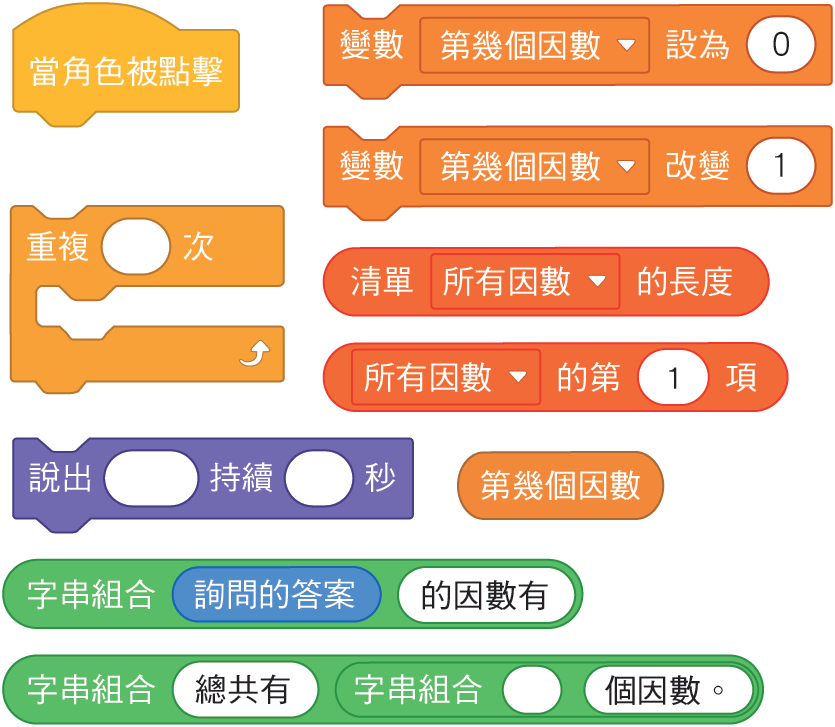 當角色被點擊
變數 第幾個因數 設為 0
變數 第幾個因數 改變 1
重複 次
清單 所有因數 的長度
所有因數 的第 1 項
說出 持續 秒
第幾個因數
字串組合 詢問的答案 的因數有
字串組合 總共有 字串組合 個因數。